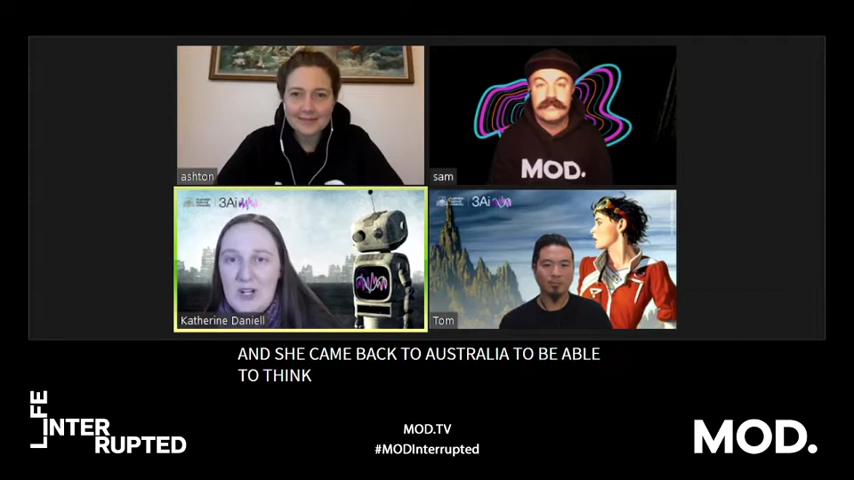 ashton
MOD.
sam
3Ai
3Ai
Katherine Daniell
Tom
AND SHE CAME BACK TO AUSTRALIA TO BE ABLE
TO THINK
LIFE
INTER
RUPTED
MOD.TV
#MODInterrupted
MOD.